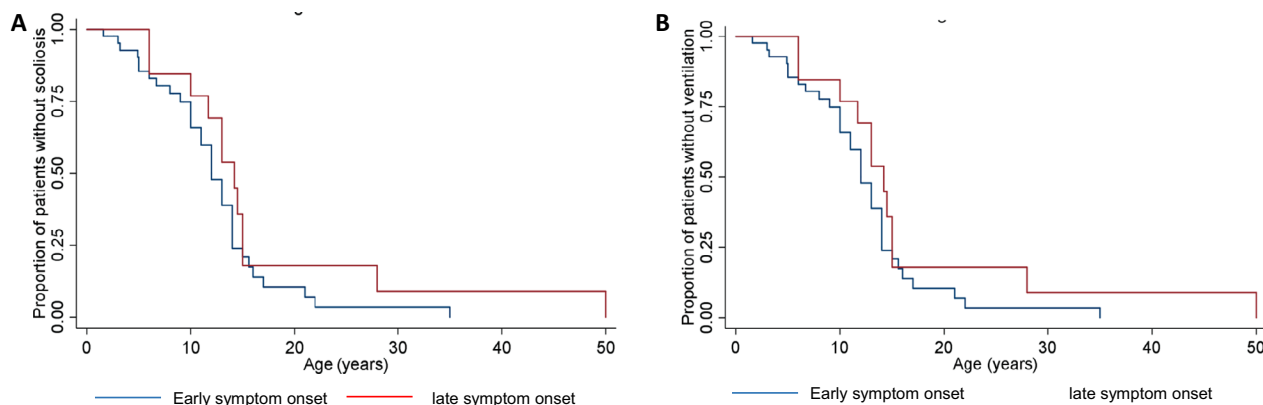 A
Proportion of patients without scoliosis
1.00
0.75
0.50
0.25
0.00
0 10 20 30 40 50
Age (years)
Early symptom onset late symptom onset
B
Proportion of patients without ventilation
1.00
0.75
0.50
0.25
0.00
0 10 20 30 40 50
Age (years)
Early symptom onset late symptom onset